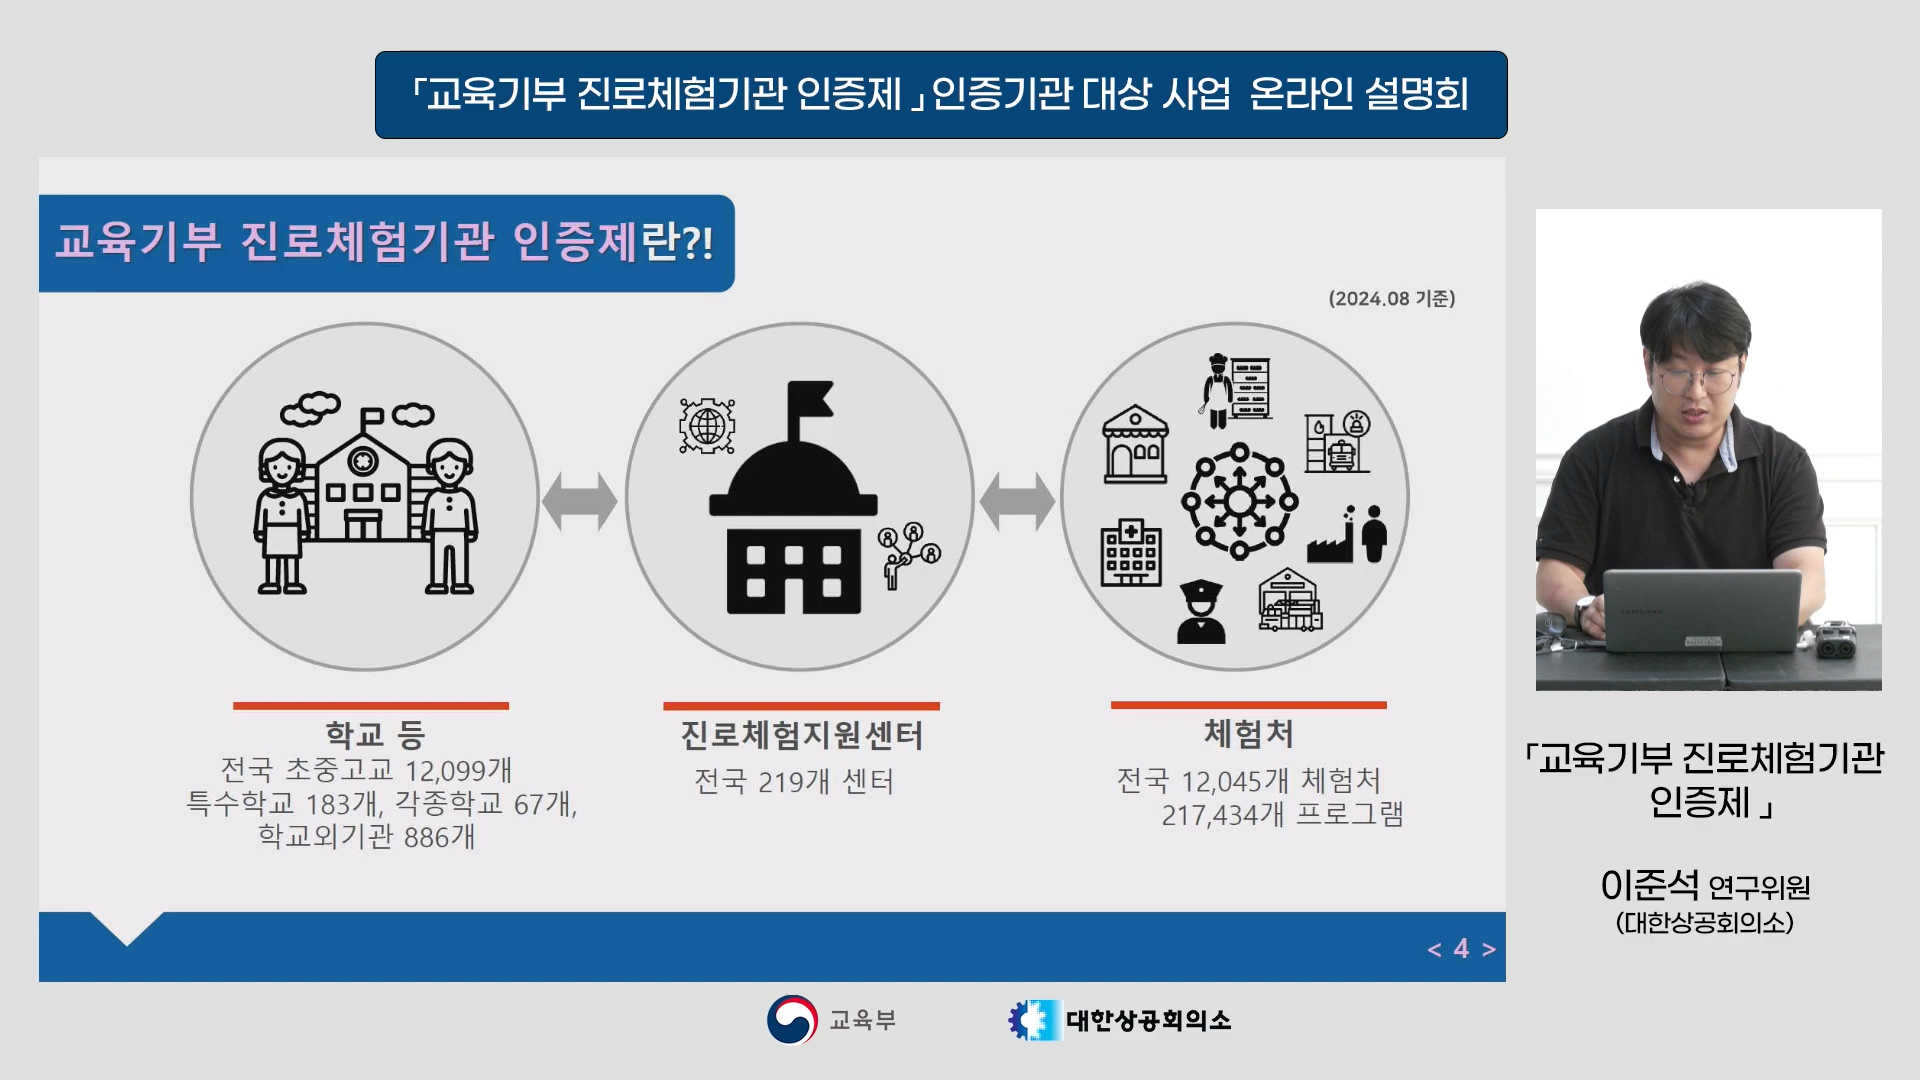 「교육기부 진로체험기관 인증제 」인증기관 대상 사업 온라인 설명회
교육기부 진로체험기관 인증제란?!
(2024.08 기준)
학교 등
전국 초중고교 12,099개
특수학교 183개, 각종학교 67개,
학교외기관 886개
진로체험지원센터
전국 219개 센터
체험처
전국 12,045개 체험처
217,434개 프로그램
< 4 >
SAMSUNG
「교육기부 진로체험기관
인증제 」
이준석 연구위원
(대한상공회의소)
교육부
대한상공회의소